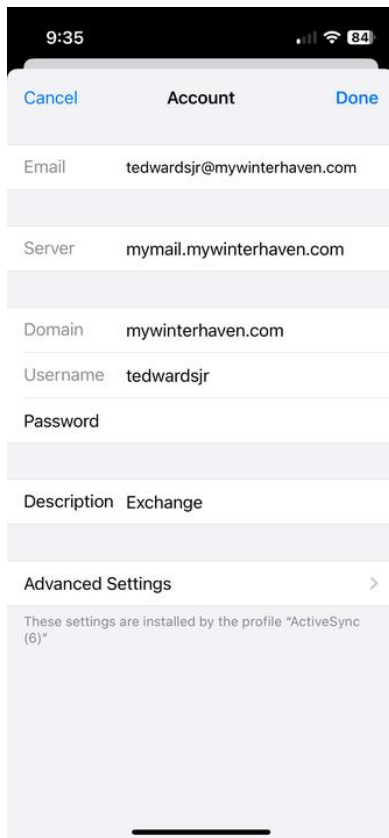 9:35
84
Cancel Account Done
Email tedwardsjr@mywinterhaven.com
Server mymail.mywinterhaven.com
Domain mywinterhaven.com
Username tedwardsjr
Password
Description Exchange
Advanced Settings
These settings are installed by the profile “ActiveSync
(6)”